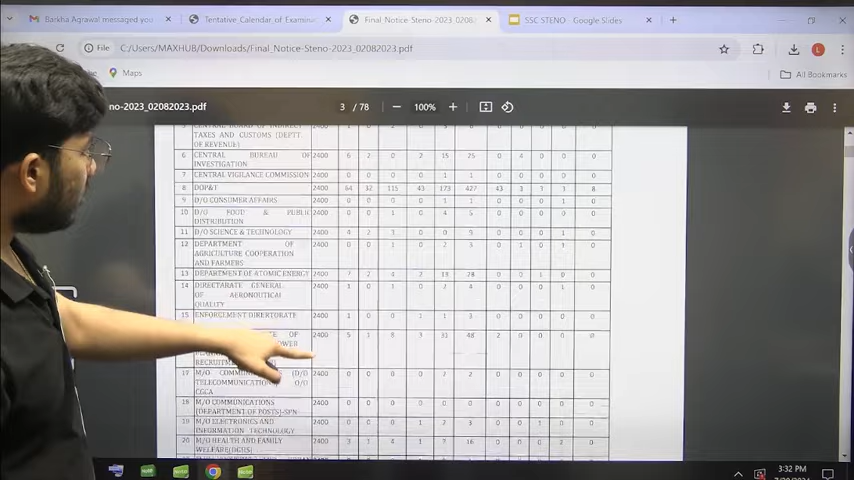 Barkha Agrawal messaged you
Tentative_Calendar_of_Examina
Final_Notice-Steno-2023_0208
SSC STENO - Google Slides
File C:/Users/MAXHUB/Downloads/Final_Notice-Steno-2023_02082023.pdf
Maps
All Bookmarks
no-2023_02082023.pdf
3 / 78
100%
TAXES AND CUSTOMS [DEPTT.
OF REVENUE]
6 CENTRAL BUREAU OF INVESTIGATION 2400 6 2 0 2 15 25 0 4 0 0 0
7 CENTRAL VIGILANCE COMMISSION 2400 0 0 0 0 1 1 0 0 0 0 0
8 DOP&T 2400 64 32 115 43 173 427 43 3 3 3 8
9 D/O CONSUMER AFFAIRS 2400 0 0 0 0 1 1 0 0 0 1 0
10 D/O FOOD & PUBLIC DISTRIBUTION 2400 0 0 1 0 4 5 0 0 0 0 0
11 D/O SCIENCE & TECHNOLOGY 2400 4 2 3 0 0 9 0 0 0 1 0
12 DEPARTMENT OF AGRICULTURE COOPERATION AND FARMERS 2400 0 0 1 0 2 3 0 1 0 1 0
13 DEPARTMENT OF ATOMIC ENERGY 2400 7 2 4 2 13 28 0 0 1 0 0
14 DIRECTORATE GENERAL OF AERONOUTICAL QUALITY 2400 1 0 1 0 2 4 0 0 0 1 0
15 ENFORCEMENT DIRERTORATE 2400 1 0 1 0 1 3 0 0 0 0 0
OF
2400 5 1 8 3 31 48 2 0 0 0 0
17 M/O (D/O TELECOMMUNICATION O/O CGCA 2400 0 0 0 0 2 2 0 0 0 0 0
18 M/O COMMUNICATIONS [DEPARTMENT OF POSTS]-SPN 2400 0 0 0 0 0 0 0 0 0 0 0
19 M/O ELECTRONICS AND INFORMATION TECHNOLOGY 2400 0 0 0 1 2 3 0 0 1 0 0
20 M/O HEALTH AND FAMILY WELFARE(DGHS) 2400 3 1 4 1 7 16 0 0 0 2 0
3:32 PM